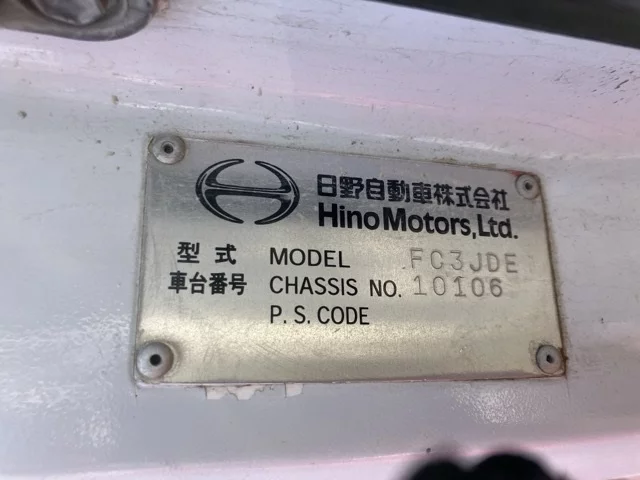 日野自動車株式会社
Hino Motors, Ltd.
型式 MODEL FC3JDE
車台番号 CHASSIS NO. 10106
P. S. CODE